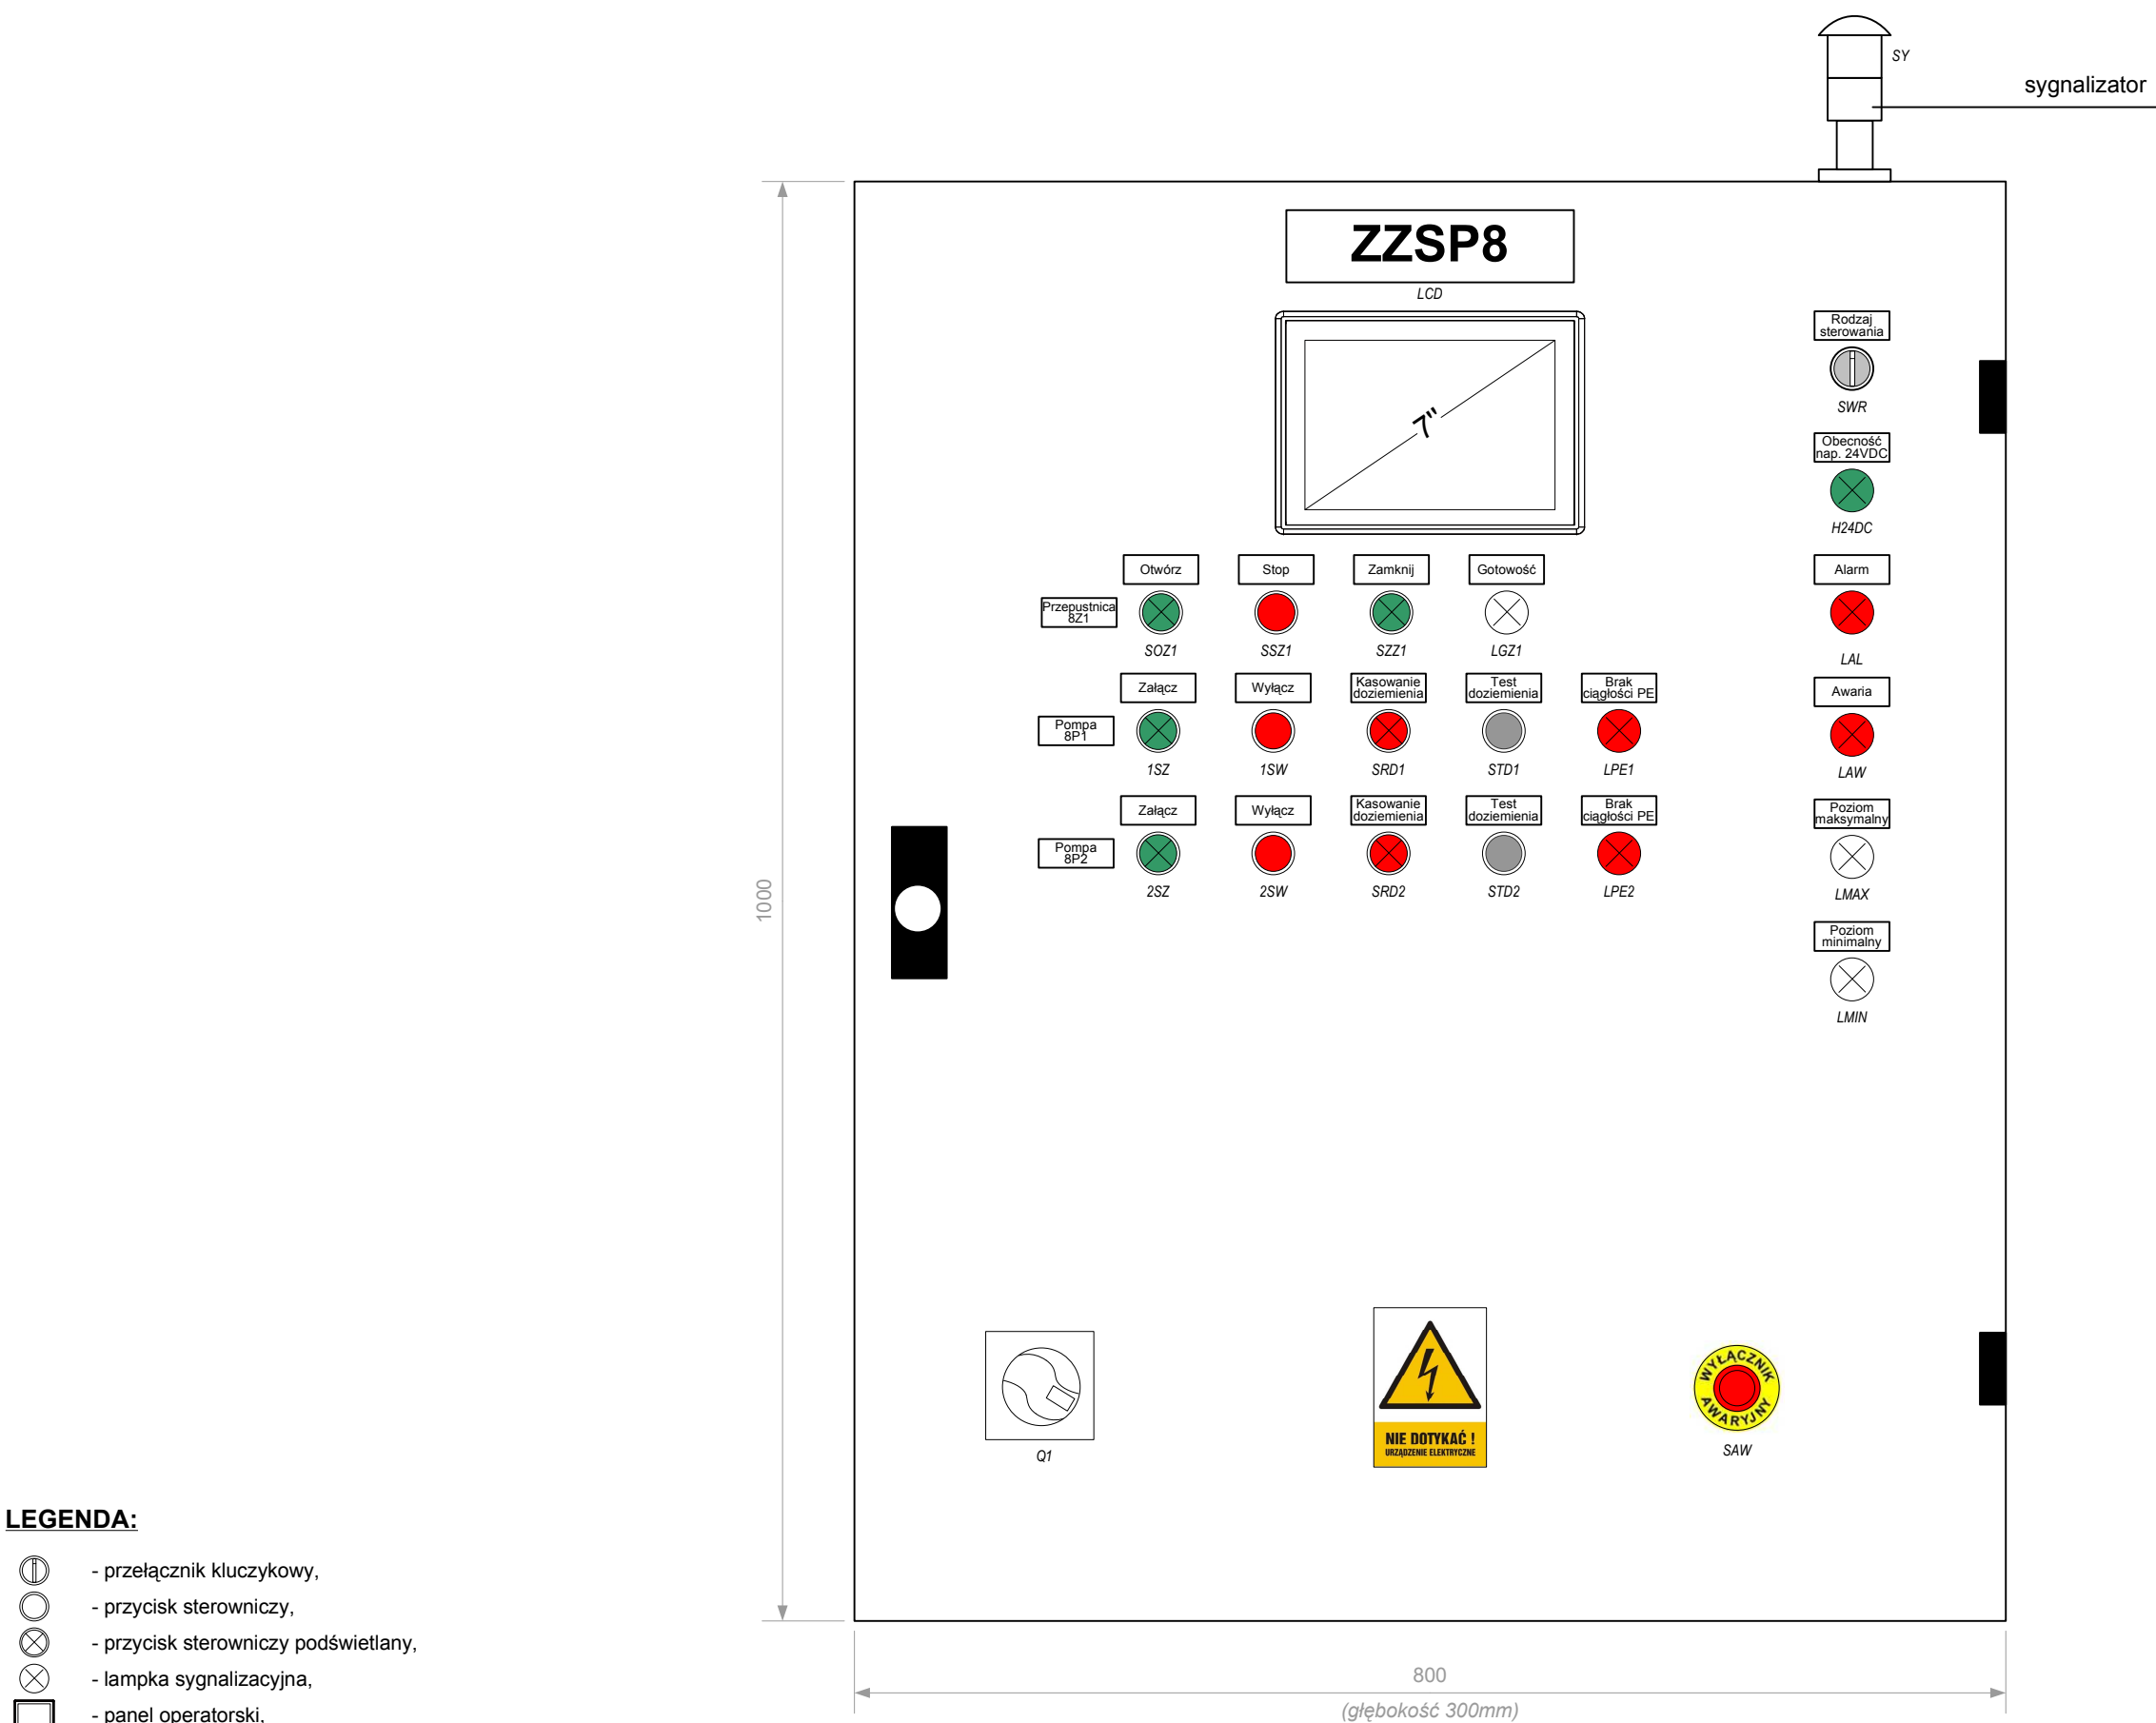 SY
sygnalizator
ZZSP8
LCD
7"
Rodzaj
sterowania
SWR
Obecność
nap. 24VDC
H24DC
Otwórz
Stop
Zamknij
Gotowość
Alarm
Przepustnica
8Z1
SOZ1
SSZ1
SZZ1
LGZ1
LAL
Załącz
Wyłącz
Kasowanie
doziemienia
Test
doziemienia
Brak
ciągłości PE
Awaria
Pompa
8P1
1SZ
1SW
SRD1
STD1
LPE1
LAW
Załącz
Wyłącz
Kasowanie
doziemienia
Test
doziemienia
Brak
ciągłości PE
Poziom
maksymalny
Pompa
8P2
2SZ
2SW
SRD2
STD2
LPE2
LMAX
1000
Poziom
minimalny
LMIN
Q1
NIE DOTYKAĆ !
URZĄDZENIE ELEKTRYCZNE
WYŁĄCZNIK
AWARYJNY
SAW
LEGENDA:
- przełącznik kluczykowy,
- przycisk sterowniczy,
- przycisk sterowniczy podświetlany,
- lampka sygnalizacyjna,
- panel operatorski,
800
(głębokość 300mm)